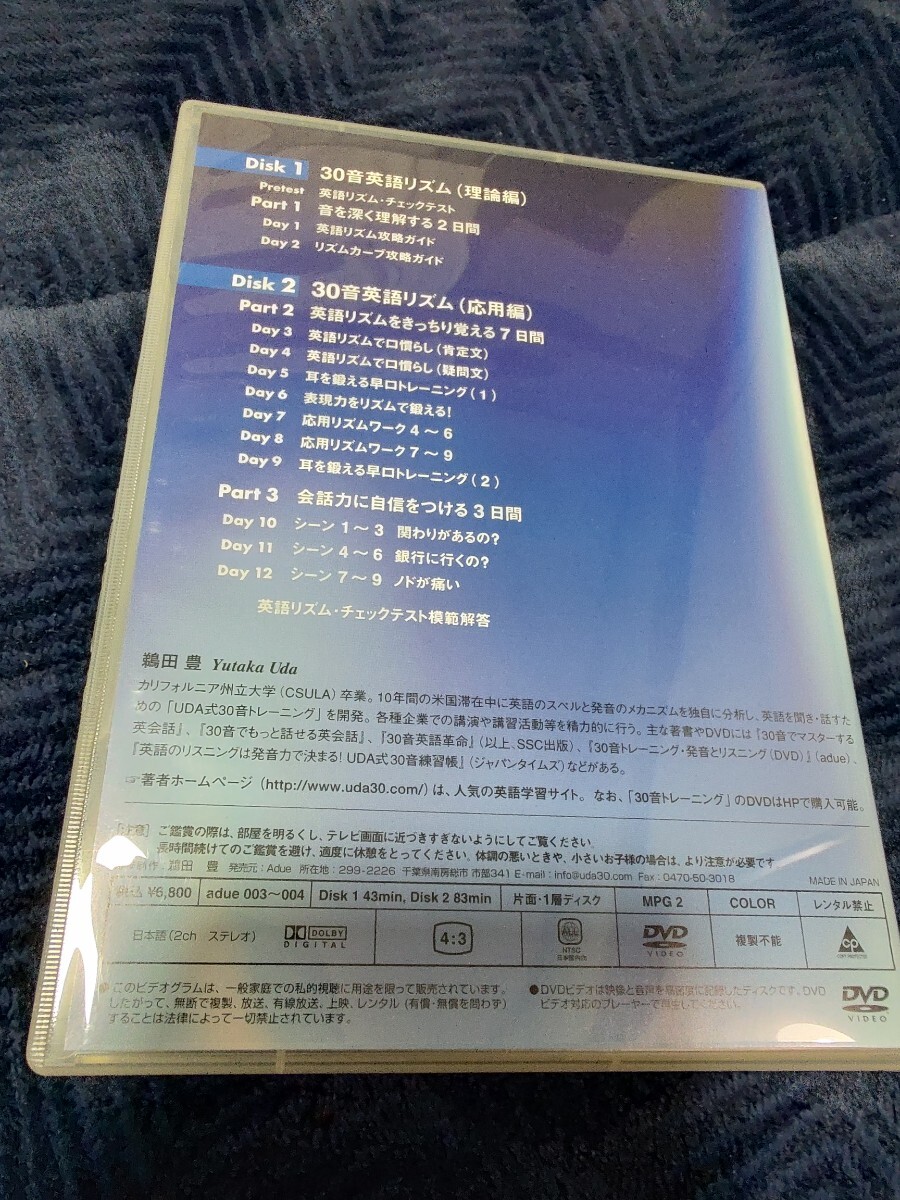 Disk 1 30音英語リズム(理論編)
Pretest 英語リズム・チェックテスト
Part 1 音を深く理解する2日間
Day 1 英語リズム攻略ガイド
Day 2 リズムカーブ攻略ガイド
Disk 2 30音英語リズム(応用編)
Part 2 英語リズムをきっちり覚える7日間
Day 3 英語リズムで口慣らし(肯定文)
Day 4 英語リズムで口慣らし(疑問文)
Day 5 耳を鍛える早口トレーニング(1)
Day 6 表現力をリズムで鍛える!
Day 7 応用リズムワーク4〜6
Day 8 応用リズムワーク7〜9
Day 9 耳を鍛える早口トレーニング(2)
Part 3 会話力に自信をつける3日間
Day 10 シーン1〜3 関わりがあるの?
Day 11 シーン4〜6 銀行に行くの?
Day 12 シーン7〜9 ノドが痛い
英語リズム・チェックテスト模範解答
鵜田 豊 Yutaka Uda
カリフォルニア州立大学(CSULA)卒業。10年間の米国滞在中に英語のスペルと発音のメカニズムを独自に分析し、英語を聞き・話すた
めの「UDA式30音トレーニング」を開発。各種企業での講演や講習活動等を精力的に行う。主な著書やDVDには『30音でマスターする
英会話』、『30音でもっと話せる英会話』、『30音英語革命』(以上、SSC出版)、『30音トレーニング・発音とリスニング(DVD)』(adue)、
『英語のリスニングは発音力で決まる!UDA式30音練習帳』(ジャパンタイムズ)などがある。
☞著者ホームページ(http://www.uda30.com/)は、人気の英語学習サイト。なお、「30音トレーニング」のDVDはHPで購入可能。
[注意] ご鑑賞の際は、部屋を明るくし、テレビ画面に近づきすぎないようにしてご覧ください。
長時間続けてのご鑑賞を避け、適度に休憩をとってください。体調の悪いときや、小さいお子様の場合は、より注意が必要です
制作:鵜田 豊 発売元:Adue 所在地:299-2226 千葉県南房総市市部341 E-mail:info@uda30.com Fax:0470-50-3018
MADE IN JAPAN
税込 ¥6,800 adue 003〜004 Disk 1 43min, Disk 2 83min 片面・1層ディスク MPG 2 COLOR レンタル禁止
日本語(2ch ステレオ) DOLBY DIGITAL 4:3 ALL NTSC 日本国内向 DVD VIDEO 複製不能 CP COPY PROTECTED
●このビデオグラムは、一般家庭での私的視聴に用途を限って販売されています。
したがって、無断で複製、放送、有線放送、上映、レンタル(有償・無償を問わず)
することは法律によって一切禁止されています。
●DVDビデオは映像と音声を高密度に記録したディスクです。DVD
ビデオ対応のプレーヤーで再生してください。
DVD VIDEO